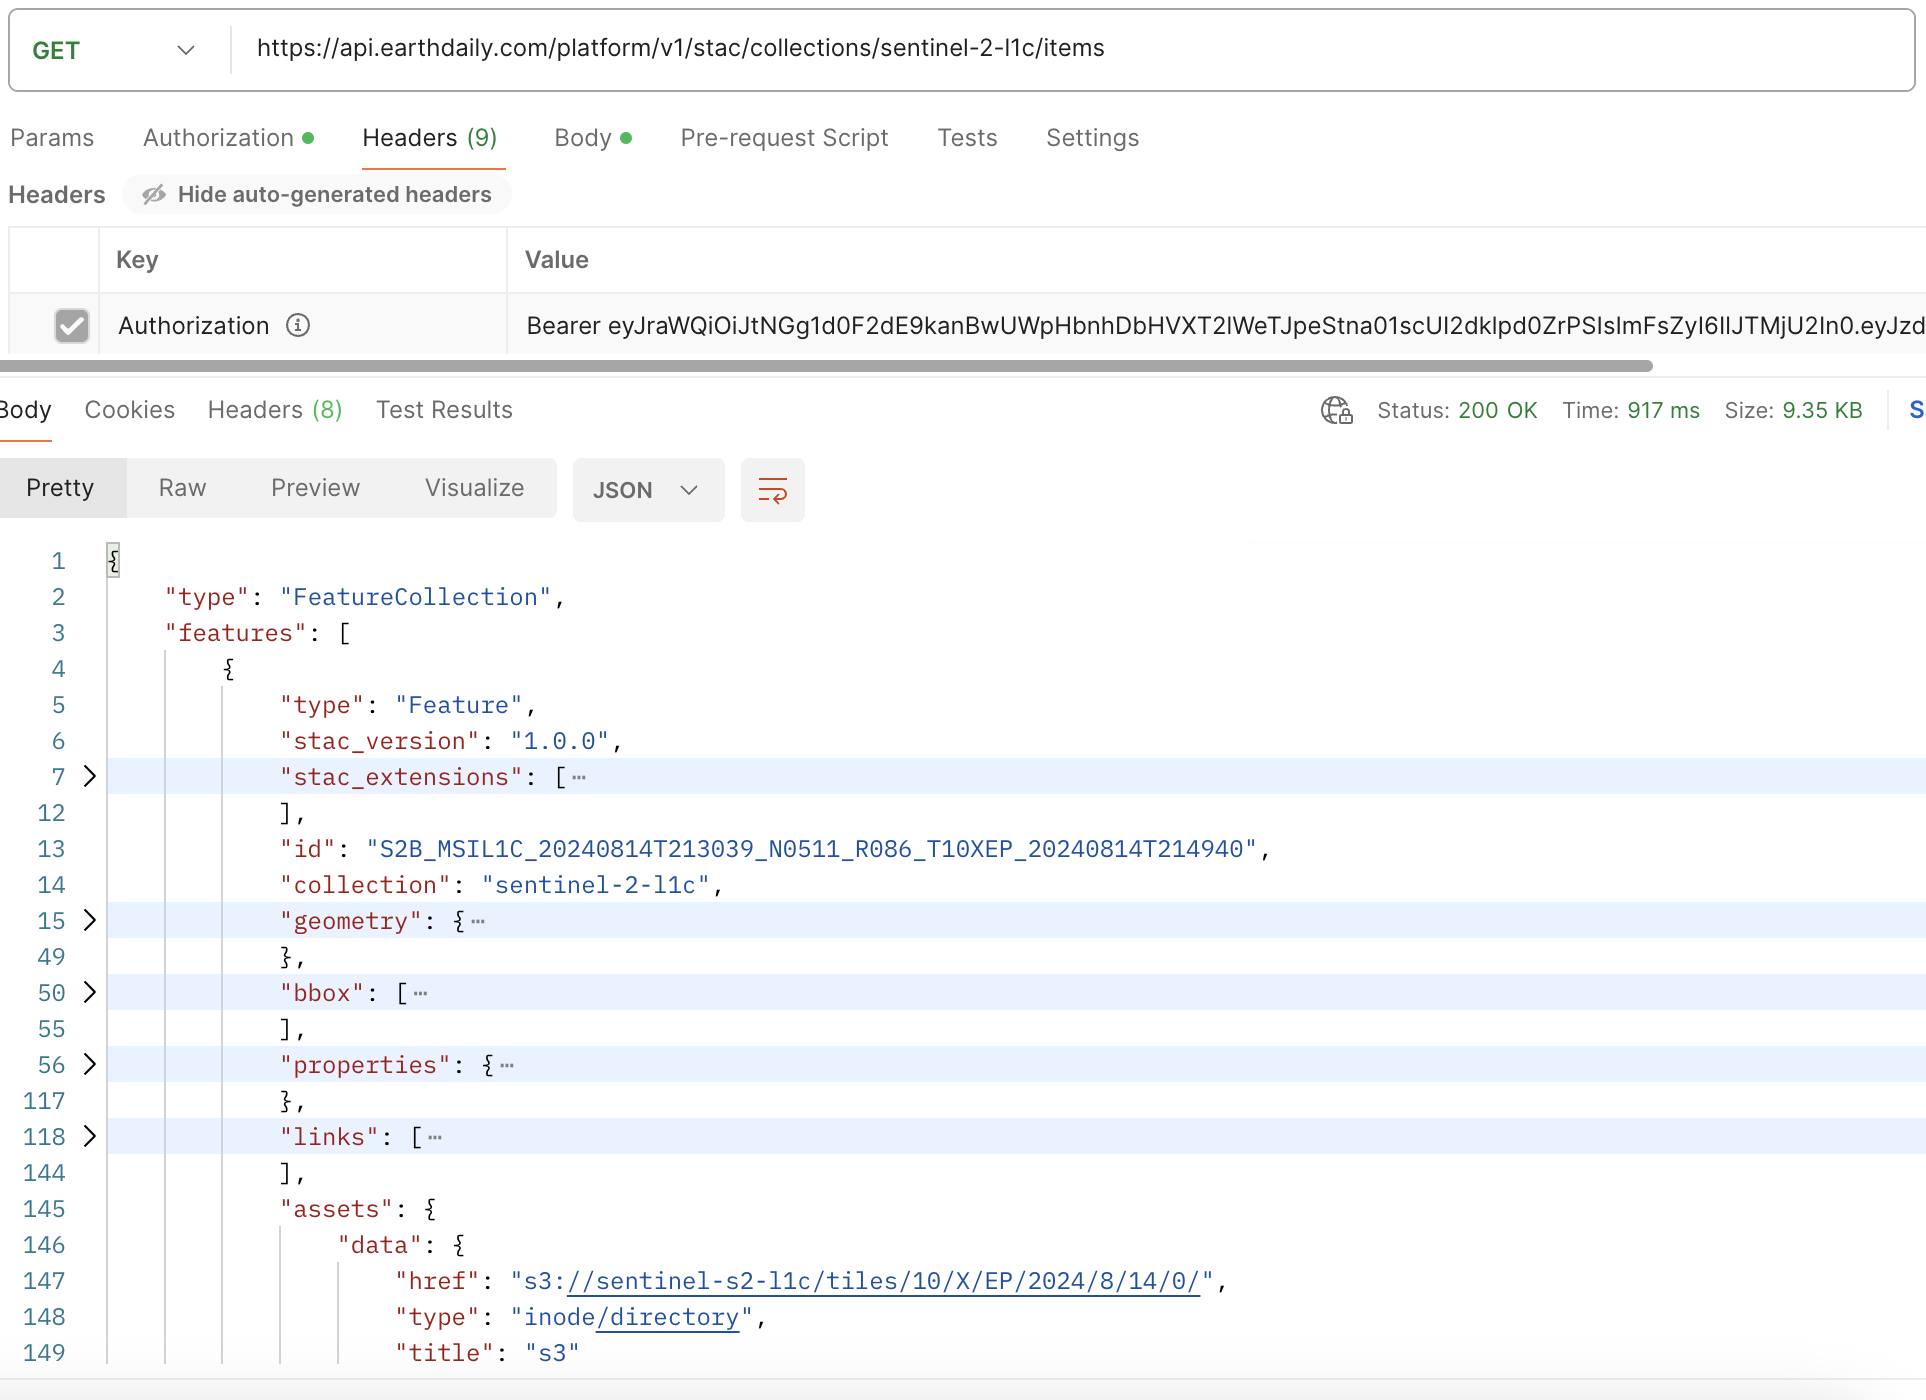 GET https://api.earthdaily.com/platform/v1/stac/collections/sentinel-2-l1c/items
Params Authorization Headers (9) Body Pre-request Script Tests Settings
Headers Hide auto-generated headers
Key Value
Authorization Bearer eyJraWQiOiJtNGg1d0F2dE9kanBwUWpHbnhDbHVXT2lWeTJpeStna01scUI2dklpd0ZrPSIsImFsZyI6IlJTMjU2In0.eyJzd
Body Cookies Headers (8) Test Results Status: 200 OK Time: 917 ms Size: 9.35 KB S
Pretty Raw Preview Visualize JSON
1 {
2 "type": "FeatureCollection",
3 "features": [
4 {
5 "type": "Feature",
6 "stac_version": "1.0.0",
7 "stac_extensions": [ ⋯
12 ],
13 "id": "S2B_MSIL1C_20240814T213039_N0511_R086_T10XEP_20240814T214940",
14 "collection": "sentinel-2-l1c",
15 "geometry": { ⋯
49 },
50 "bbox": [ ⋯
55 ],
56 "properties": { ⋯
117 },
118 "links": [ ⋯
144 ],
145 "assets": {
146 "data": {
147 "href": "s3://sentinel-s2-l1c/tiles/10/X/EP/2024/8/14/0/",
148 "type": "inode/directory",
149 "title": "s3"